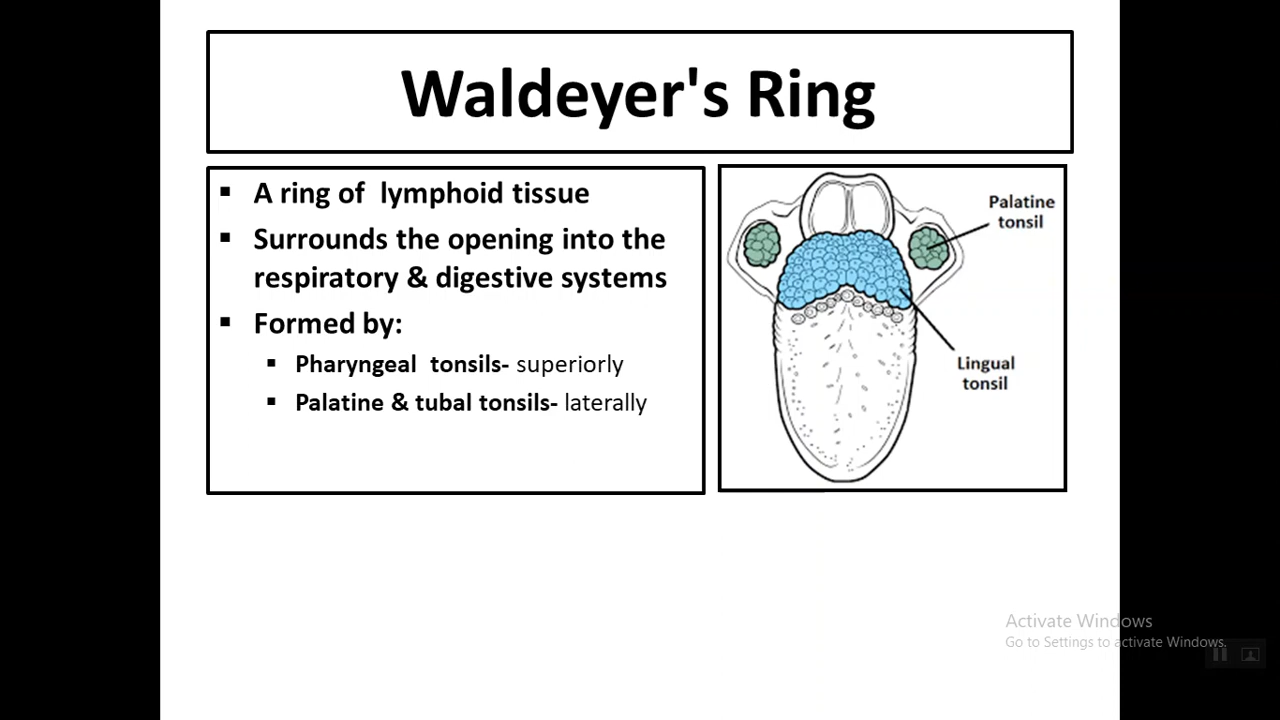 Waldeyer's Ring
▪ A ring of lymphoid tissue
▪ Surrounds the opening into the
respiratory & digestive systems
▪ Formed by:
▪ Pharyngeal tonsils- superiorly
▪ Palatine & tubal tonsils- laterally
Palatine
tonsil
Lingual
tonsil
Activate Windows
Go to Settings to activate Windows.